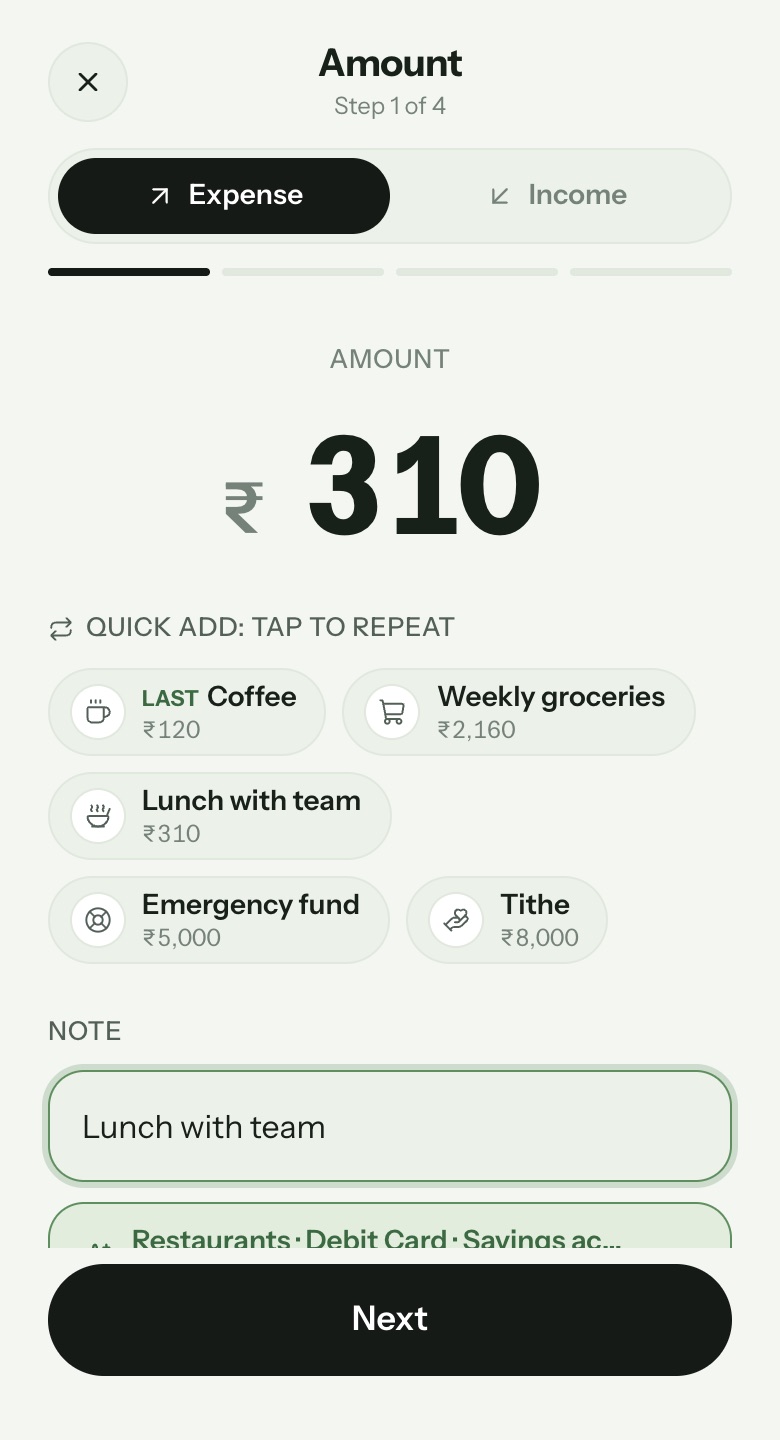 Amount
Step 1 of 4
Expense
Income
AMOUNT
₹ 310
QUICK ADD: TAP TO REPEAT
LAST Coffee
₹120
Weekly groceries
₹2,160
Lunch with team
₹310
Emergency fund
₹5,000
Tithe
₹8,000
NOTE
Lunch with team
Restaurants · Debit Card · Savings ac...
Next